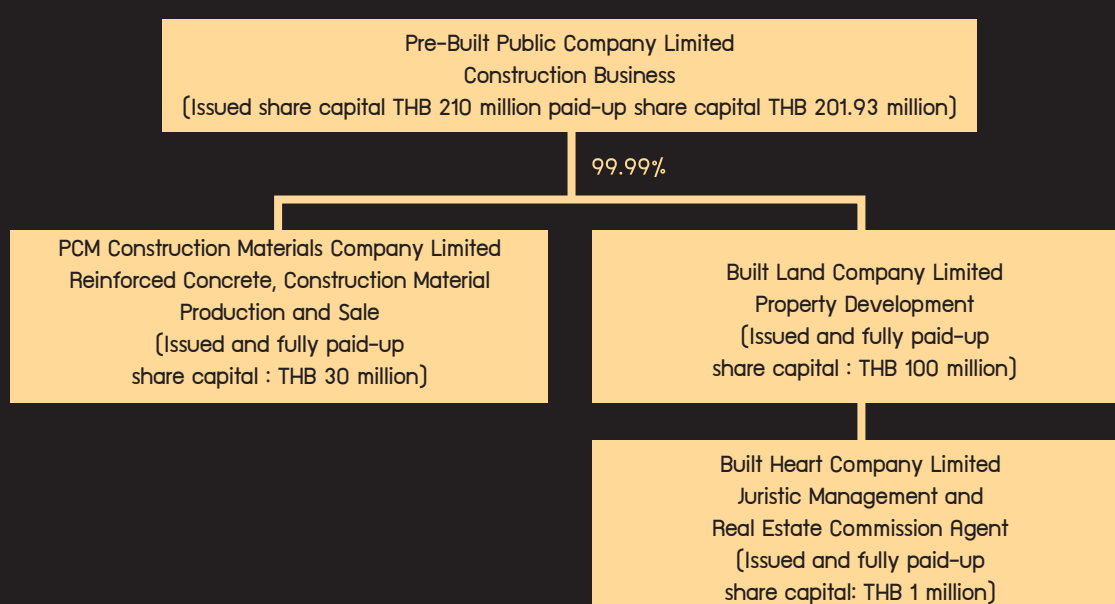 Pre-Built Public Company Limited
Construction Business
(Issued share capital THB 210 million paid-up share capital THB 201.93 million)
99.99%
PCM Construction Materials Company Limited
Reinforced Concrete, Construction Material
Production and Sale
(Issued and fully paid-up
share capital : THB 30 million)
Built Land Company Limited
Property Development
(Issued and fully paid-up
share capital : THB 100 million)
Built Heart Company Limited
Juristic Management and
Real Estate Commission Agent
(Issued and fully paid-up
share capital: THB 1 million)